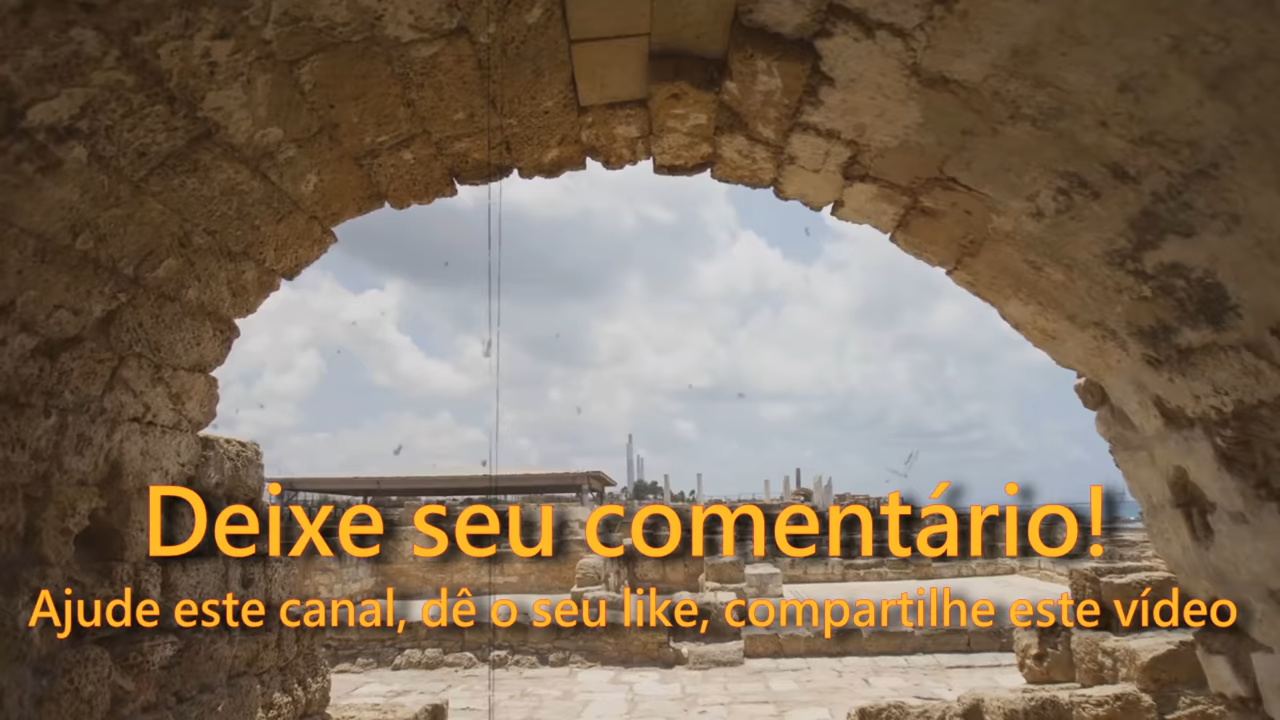 Deixe seu comentário!
Ajude este canal, dê o seu like, compartilhe este vídeo